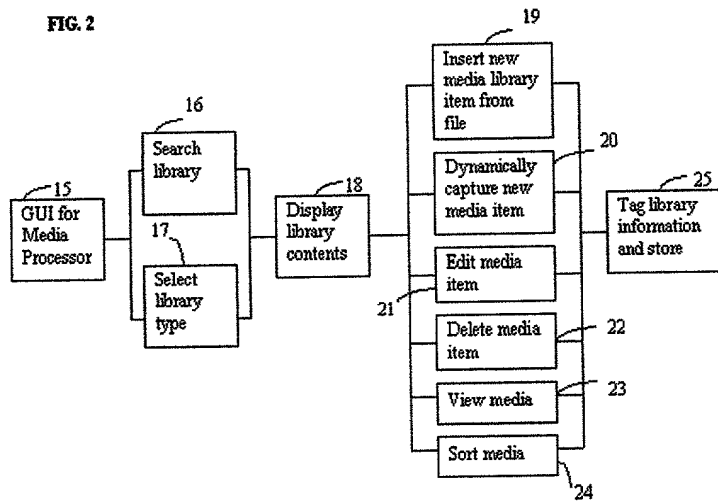 FIG. 2
15
GUI for
Media
Processor
16
Search
library
17
Select
library
type
18
Display
library
contents
19
Insert new
media library
item from
file
20
Dynamically
capture new
media item
21
Edit media
item
22
Delete media
item
23
View media
24
Sort media
25
Tag library
information
and store